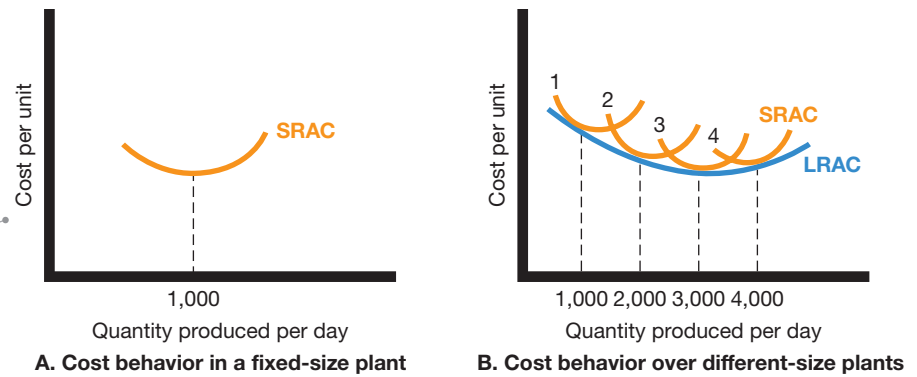 Cost per unit
SRAC
1,000
Quantity produced per day
A. Cost behavior in a fixed-size plant
Cost per unit
1
2
3
4
SRAC
LRAC
1,000 2,000 3,000 4,000
Quantity produced per day
B. Cost behavior over different-size plants